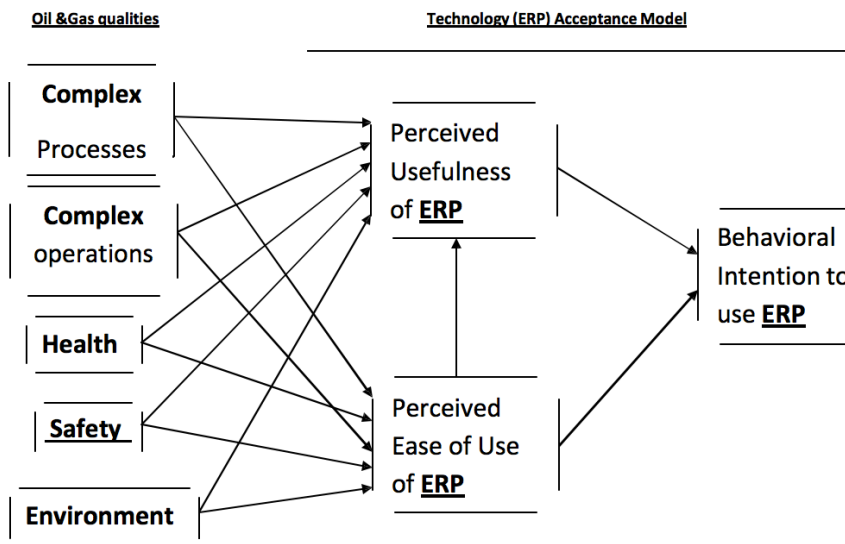 Oil &Gas qualities
Technology (ERP) Acceptance Model
Complex
Processes
Complex
operations
Health
Safety
Environment
Perceived
Usefulness
of ERP
Perceived
Ease of Use
of ERP
Behavioral
Intention to
use ERP